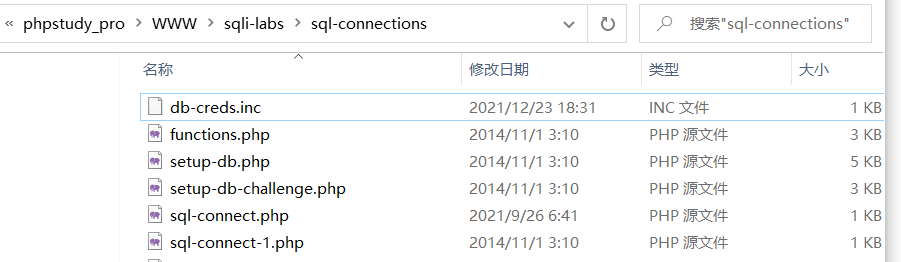 « phpstudy_pro > WWW > sqli-labs > sql-connections 搜索"sql-connections"
名称 修改日期 类型 大小
db-creds.inc 2021/12/23 18:31 INC 文件 1 KB
functions.php 2014/11/1 3:10 PHP 源文件 3 KB
setup-db.php 2014/11/1 3:10 PHP 源文件 5 KB
setup-db-challenge.php 2014/11/1 3:10 PHP 源文件 3 KB
sql-connect.php 2021/9/26 6:41 PHP 源文件 1 KB
sql-connect-1.php 2014/11/1 3:10 PHP 源文件 1 KB